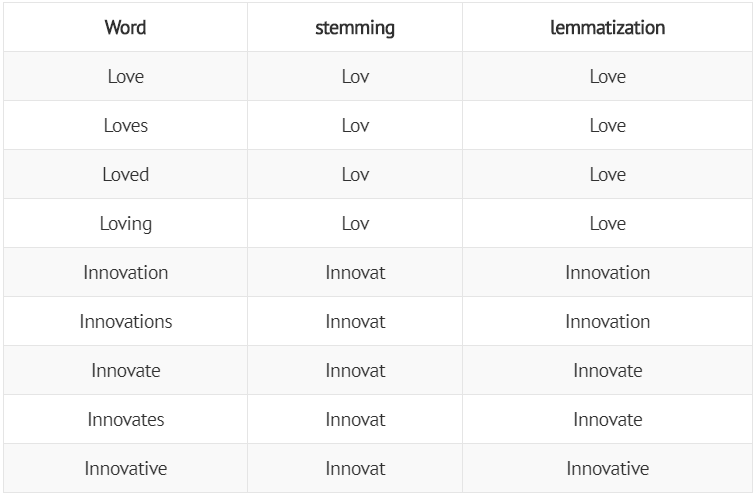 Word stemming lemmatization
Love Lov Love
Loves Lov Love
Loved Lov Love
Loving Lov Love
Innovation Innovat Innovation
Innovations Innovat Innovation
Innovate Innovat Innovate
Innovates Innovat Innovate
Innovative Innovat Innovative